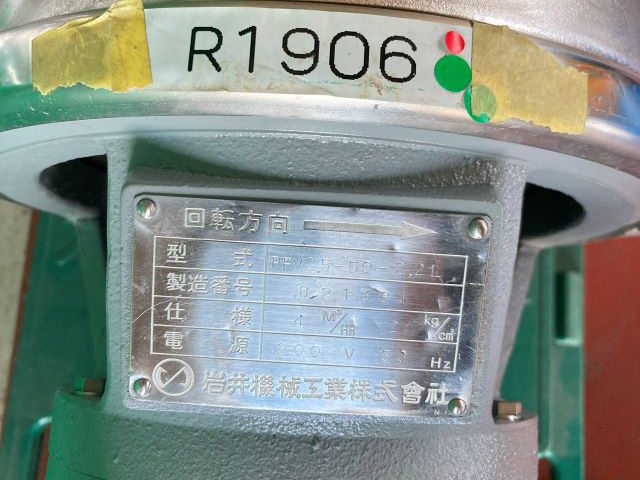 R1906
回転方向
型式
製造番号
仕様 4 M³/HR kg/cm²
電源 200 V 50 Hz
岩井機械工業株式會社